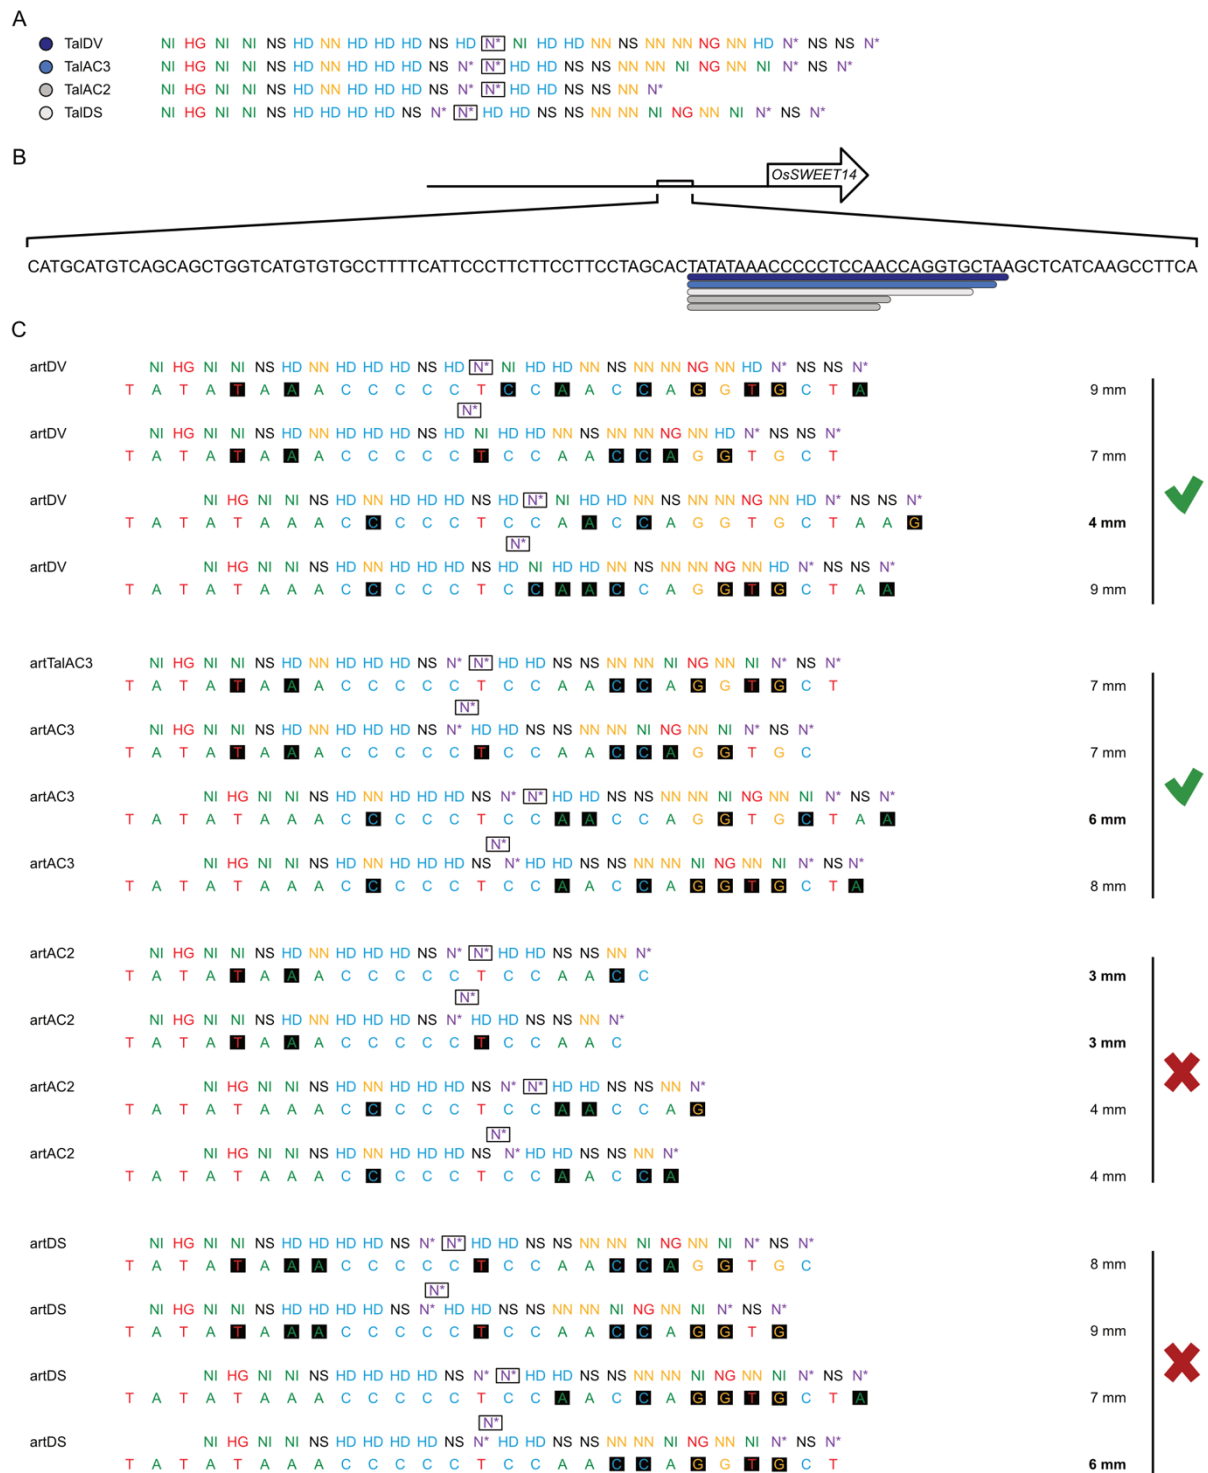 A
TalDV NI HG NI NI NS HD NN HD HD HD NS HD N* NI HD HD NN NS NN NN NG NN HD N* NS NS N*
TalAC3 NI HG NI NI NS HD NN HD HD HD NS N* N* HD HD NS NS NN NN NI NG NN NI N* NS N*
TalAC2 NI HG NI NI NS HD NN HD HD HD NS N* N* HD HD NS NS NN N*
TalDS NI HG NI NI NS HD HD HD HD NS N* N* HD HD NS NS NN NN NI NG NN NI N* NS N*
B
OsSWEET14
CATGCATGTCAGCAGCTGGTCATGTGTGCCTTTTCATTCCCTTCTTCCTTCCTAGCACTATATAAACCCCCTCCAACCAGGTGCTAAGCTCATCAAGCCTTCA
C
artDV NI HG NI NI NS HD NN HD HD HD NS HD N* NI HD HD NN NS NN NN NG NN HD N* NS NS N*
T A T A T A A A C C C C C T C C A A C C A G G T G C T A 9 mm
N*
artDV NI HG NI NI NS HD NN HD HD HD NS HD NI HD HD NN NS NN NN NG NN HD N* NS NS N*
T A T A T A A A C C C C C T C C A A C C A G G T G C T 7 mm
artDV NI HG NI NI NS HD NN HD HD HD NS HD N* NI HD HD NN NS NN NN NG NN HD N* NS NS N*
T A T A T A A A C C C C C T C C A A C C A G G T G C T A A G 4 mm
N*
artDV NI HG NI NI NS HD NN HD HD HD NS HD NI HD HD NN NS NN NN NG NN HD N* NS NS N*
T A T A T A A A C C C C C T C C A A C C A G G T G C T A A 9 mm
artTalAC3 NI HG NI NI NS HD NN HD HD HD NS N* N* HD HD NS NS NN NN NI NG NN NI N* NS N*
T A T A T A A A C C C C C T C C A A C C A G G T G C T 7 mm
N*
artAC3 NI HG NI NI NS HD NN HD HD HD NS N* HD HD NS NS NN NN NI NG NN NI N* NS N*
T A T A T A A A C C C C C T C C A A C C A G G T G C 7 mm
artAC3 NI HG NI NI NS HD NN HD HD HD NS N* N* HD HD NS NS NN NN NI NG NN NI N* NS N*
T A T A T A A A C C C C C T C C A A C C A G G T G C T A A 6 mm
N*
artAC3 NI HG NI NI NS HD NN HD HD HD NS N* HD HD NS NS NN NN NI NG NN NI N* NS N*
T A T A T A A A C C C C C T C C A A C C A G G T G C T A 8 mm
artAC2 NI HG NI NI NS HD NN HD HD HD NS N* N* HD HD NS NS NN N*
T A T A T A A A C C C C C T C C A A C C 3 mm
N*
artAC2 NI HG NI NI NS HD NN HD HD HD NS N* HD HD NS NS NN N*
T A T A T A A A C C C C C T C C A A C 3 mm
artAC2 NI HG NI NI NS HD NN HD HD HD NS N* N* HD HD NS NS NN N*
T A T A T A A A C C C C C T C C A A C C A G 4 mm
N*
artAC2 NI HG NI NI NS HD NN HD HD HD NS N* HD HD NS NS NN N*
T A T A T A A A C C C C C T C C A A C C A 4 mm
artDS NI HG NI NI NS HD HD HD HD NS N* N* HD HD NS NS NN NN NI NG NN NI N* NS N*
T A T A T A A A C C C C C T C C A A C C A G G T G C 8 mm
N*
artDS NI HG NI NI NS HD HD HD HD NS N* HD HD NS NS NN NN NI NG NN NI N* NS N*
T A T A T A A A C C C C C T C C A A C C A G G T G 9 mm
artDS NI HG NI NI NS HD HD HD HD NS N* N* HD HD NS NS NN NN NI NG NN NI N* NS N*
T A T A T A A A C C C C C T C C A A C C A G G T G C T A 7 mm
N*
artDS NI HG NI NI NS HD HD HD HD NS N* HD HD NS NS NN NN NI NG NN NI N* NS N*
T A T A T A A A C C C C C T C C A A C C A G G T G C T 6 mm